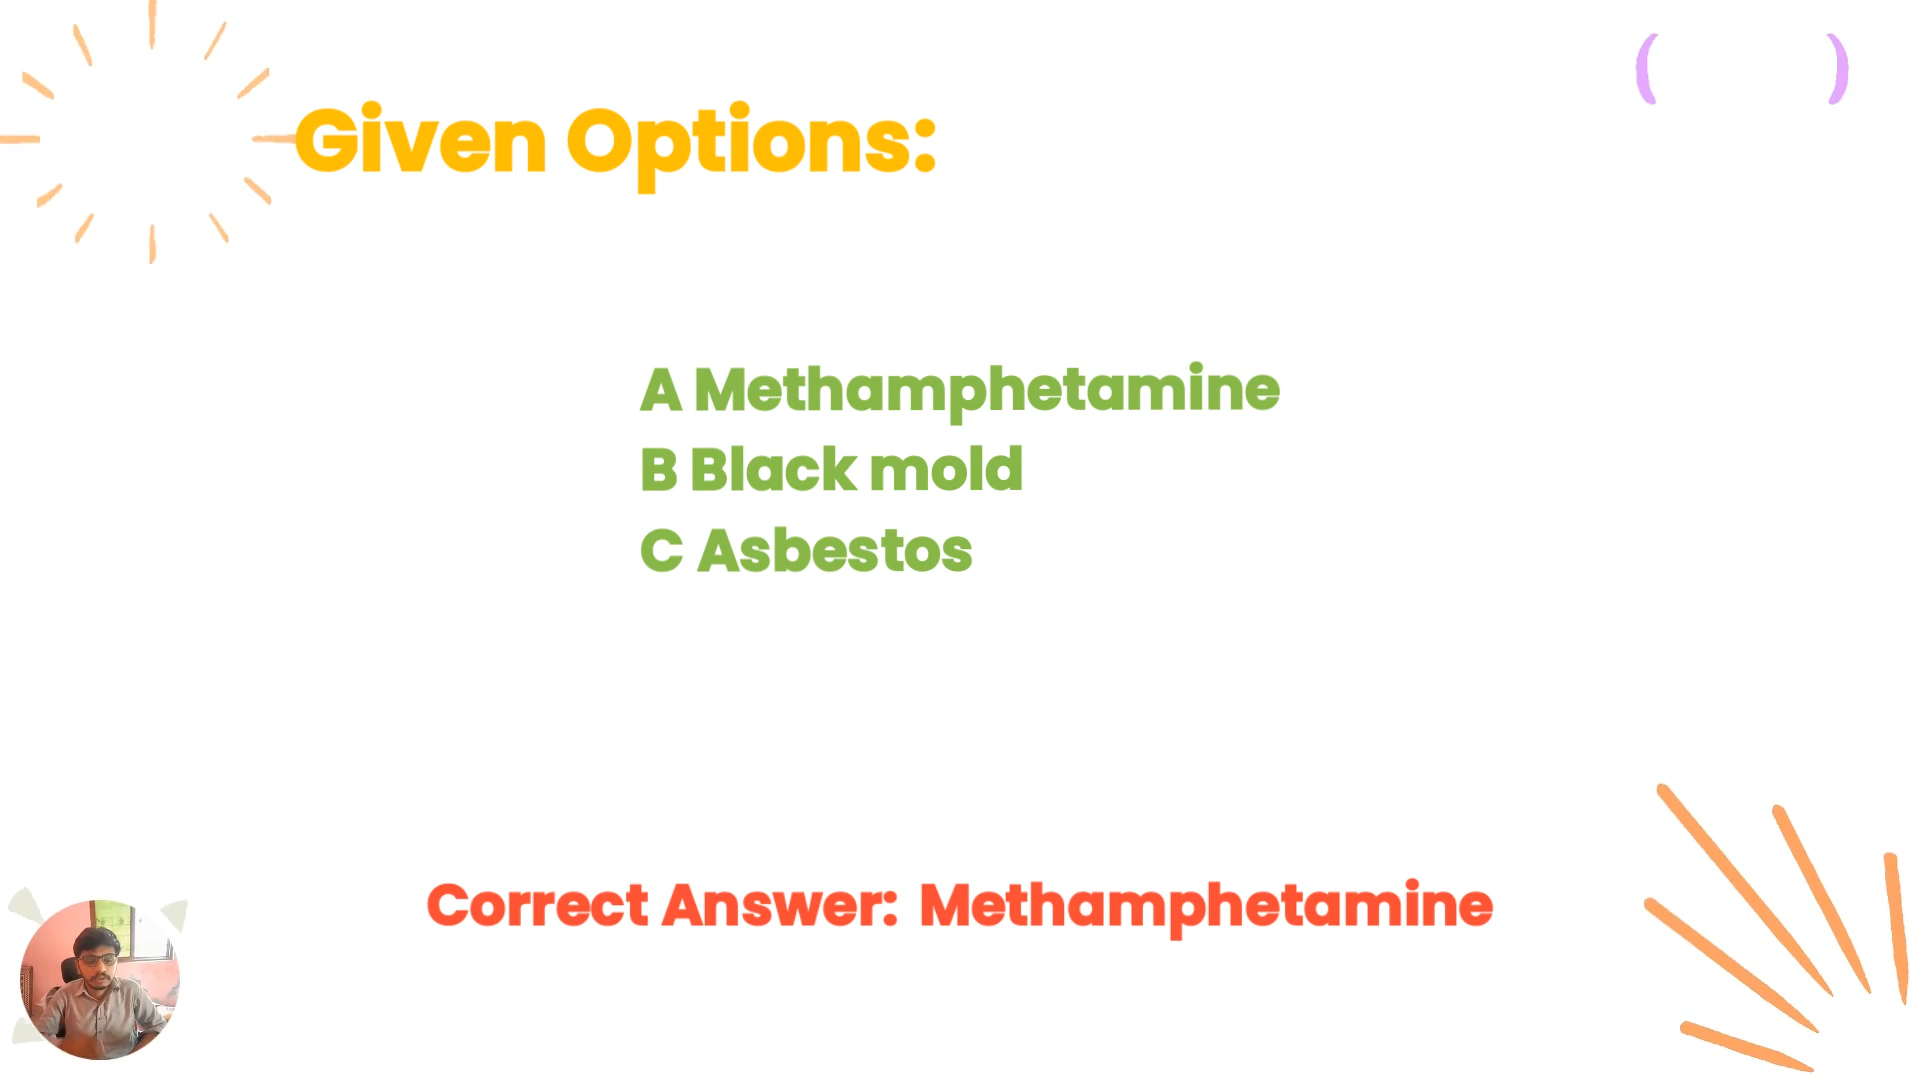 Given Options:
A Methamphetamine
B Black mold
C Asbestos
Correct Answer: Methamphetamine